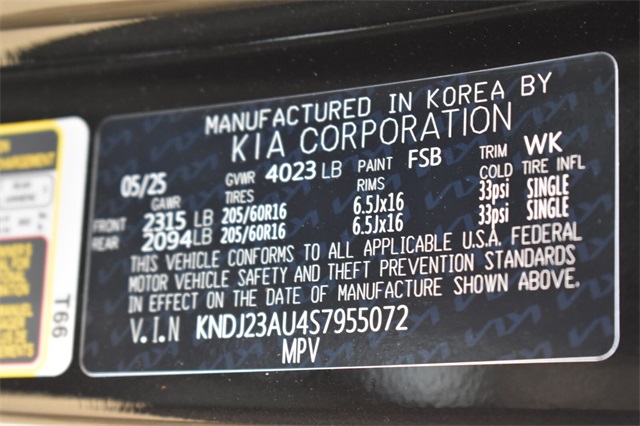 MANUFACTURED IN KOREA BY
KIA CORPORATION
05/25 GVWR 4023 LB PAINT FSB TRIM WK
GAWR TIRES RIMS COLD TIRE INFL
FRONT 2315 LB 205/60R16 6.5Jx16 33psi SINGLE
REAR 2094 LB 205/60R16 6.5Jx16 33psi SINGLE
THIS VEHICLE CONFORMS TO ALL APPLICABLE U.S.A. FEDERAL
MOTOR VEHICLE SAFETY AND THEFT PREVENTION STANDARDS
IN EFFECT ON THE DATE OF MANUFACTURE SHOWN ABOVE.
V.I.N KNDJ23AU4S7955072
MPV
T66